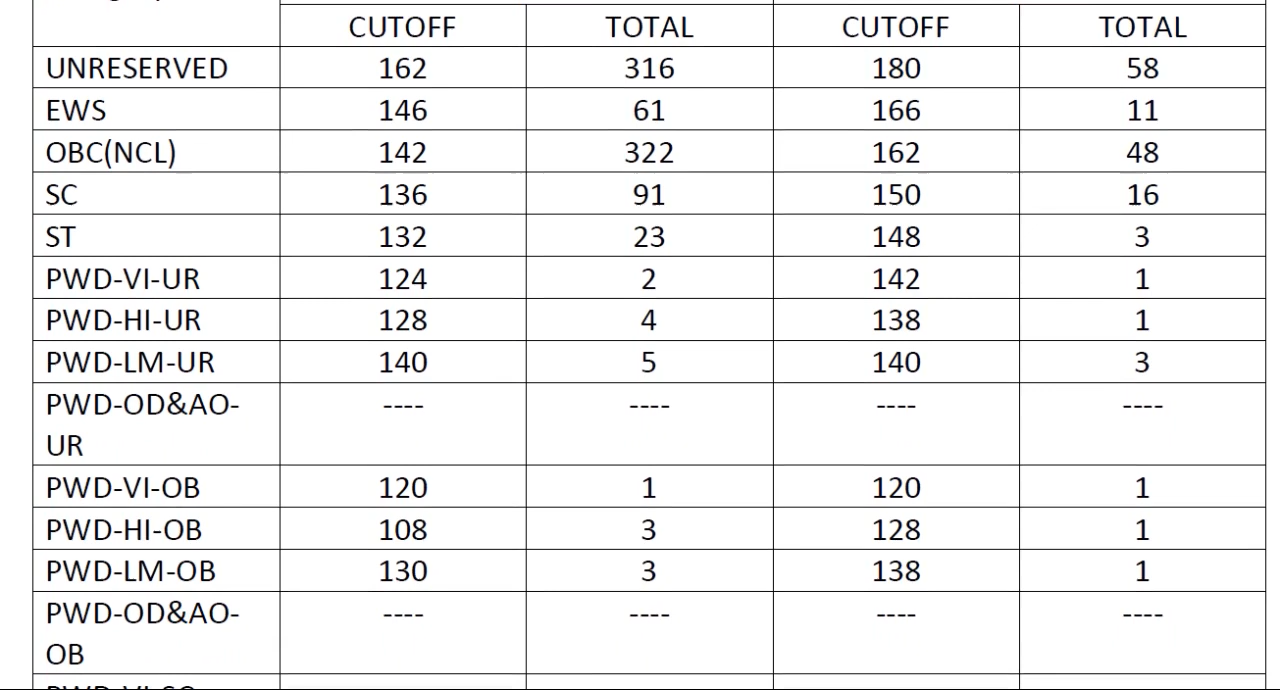 CUTOFF TOTAL CUTOFF TOTAL
UNRESERVED 162 316 180 58
EWS 146 61 166 11
OBC(NCL) 142 322 162 48
SC 136 91 150 16
ST 132 23 148 3
PWD-VI-UR 124 2 142 1
PWD-HI-UR 128 4 138 1
PWD-LM-UR 140 5 140 3
PWD-OD&AO- ---- ---- ---- ----
UR
PWD-VI-OB 120 1 120 1
PWD-HI-OB 108 3 128 1
PWD-LM-OB 130 3 138 1
PWD-OD&AO- ---- ---- ---- ----
OB